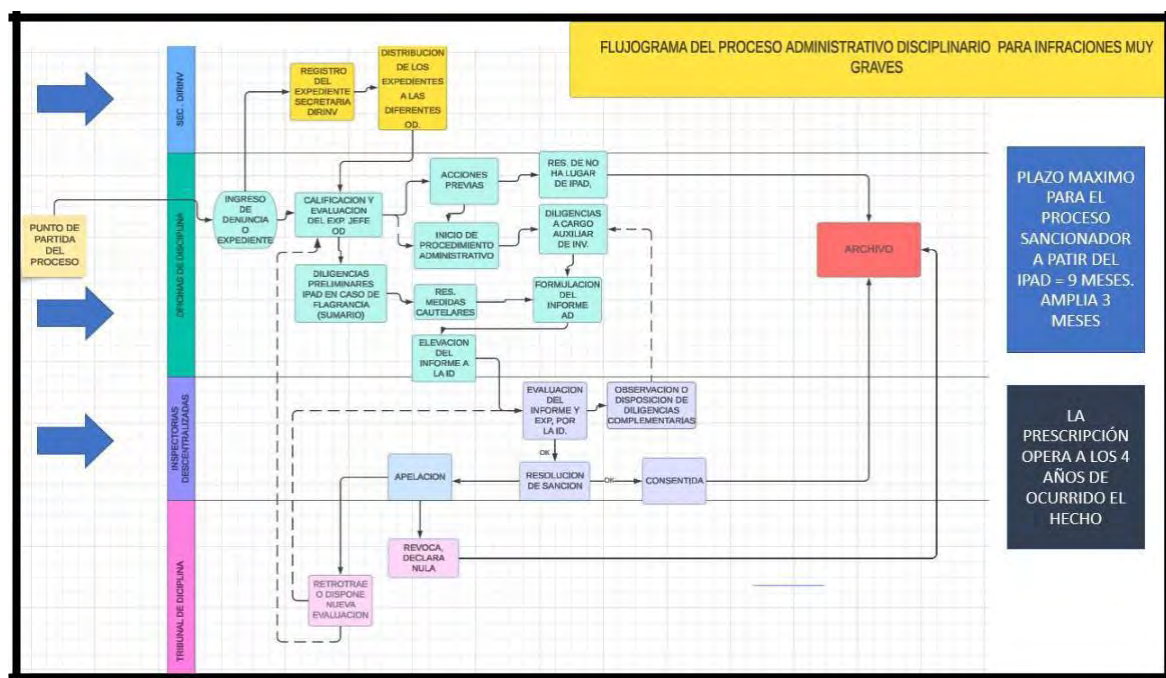 FLUJOGRAMA DEL PROCESO ADMINISTRATIVO DISCIPLINARIO PARA INFRACIONES MUY
GRAVES
SEC. DIRINV
REGISTRO
DEL
EXPEDIENTE
SECRETARIA
DIRINV
DISTRIBUCION
DE LOS
EXPEDIENTES
A LAS
DIFERENTES
OD.
OFICINAS DE DISCIPLINA
PUNTO DE
PARTIDA
DEL
PROCESO
INGRESO
DE
DENUNCIA
O
EXPEDIENTE
CALIFICACION Y
EVALUACION
DEL EXP. JEFE
OD
ACCIONES
PREVIAS
RES. DE NO
HA LUGAR
DE IPAD,
INICIO DE
PROCEDIMIENTO
ADMINISTRATIVO
DILIGENCIAS
A CARGO
AUXILIAR
DE INV.
ARCHIVO
DILIGENCIAS
PRELIMINARES
IPAD EN CASO DE
FLAGRANCIA
(SUMARIO)
RES.
MEDIDAS
CAUTELARES
FORMULACION
DEL
INFORME
AD
ELEVACION
DEL
INFORME A
LA ID
INSPECTORIAS
DESCENTRALIZADAS
EVALUACION
DEL
INFORME Y
EXP, POR
LA ID.
OBSERVACION O
DISPOSICION DE
DILIGENCIAS
COMPLEMENTARIAS
OK
APELACION
RESOLUCION
DE SANCION
OK
CONSENTIDA
TRIBUNAL DE DICIPLINA
REVOCA,
DECLARA
NULA
RETROTRAE
O DISPONE
NUEVA
EVALUACION
PLAZO MAXIMO
PARA EL
PROCESO
SANCIONADOR
A PATIR DEL
IPAD = 9 MESES.
AMPLIA 3
MESES
LA
PRESCRIPCIÓN
OPERA A LOS 4
AÑOS DE
OCURRIDO EL
HECHO